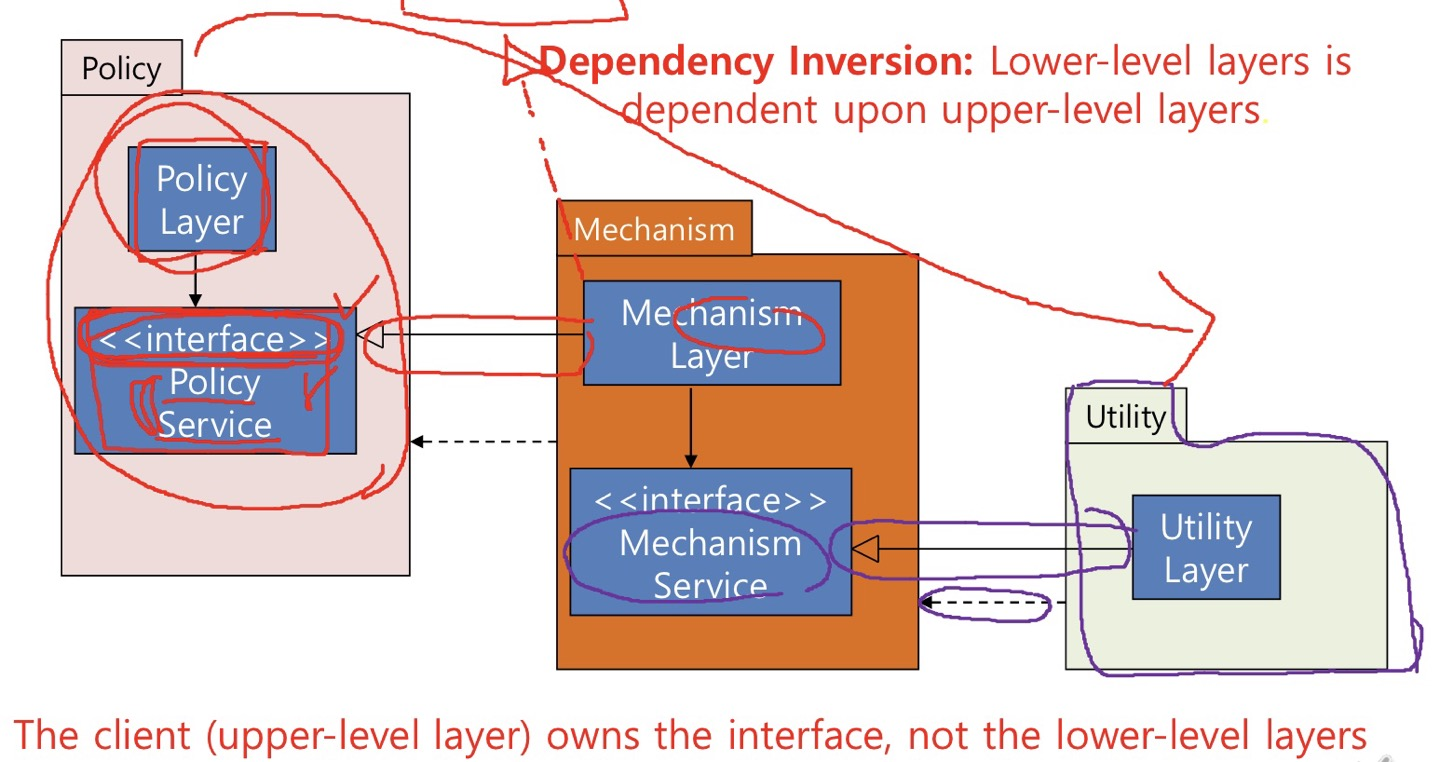 Dependency Inversion: Lower-level layers is
dependent upon upper-level layers.
Policy
Policy
Layer
<<interface>>
Policy
Service
Mechanism
Mechanism
Layer
<<interface>>
Mechanism
Service
Utility
Utility
Layer
The client (upper-level layer) owns the interface, not the lower-level layers